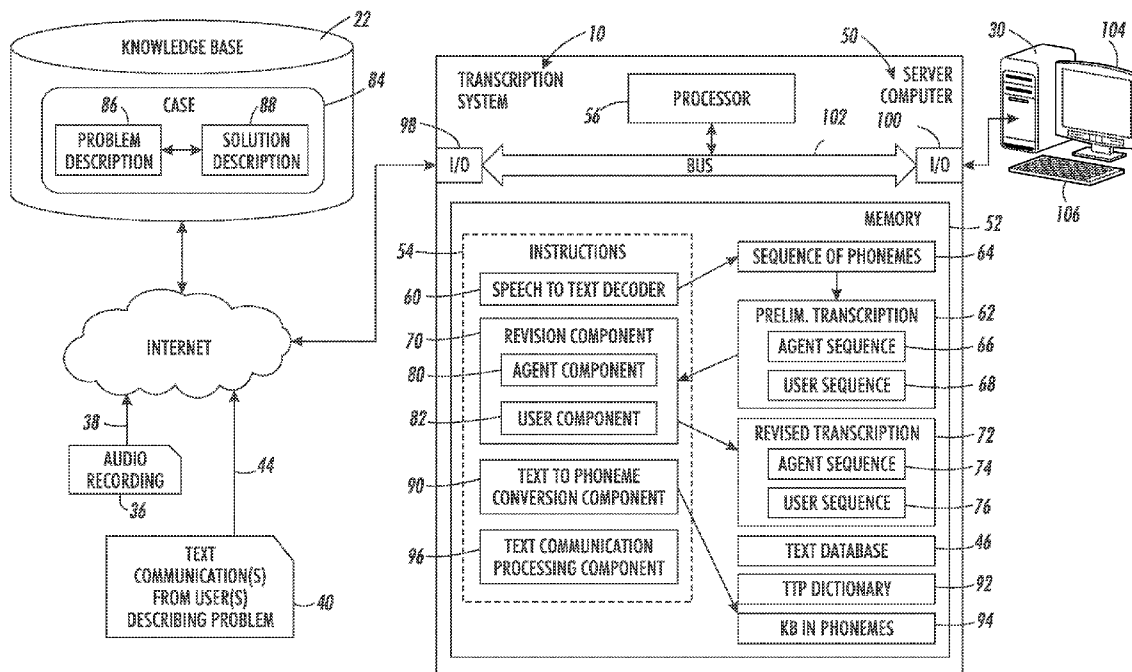 22
KNOWLEDGE BASE
CASE
84
86
88
PROBLEM
DESCRIPTION
SOLUTION
DESCRIPTION
INTERNET
38
44
AUDIO
RECORDING
36
TEXT
COMMUNICATION(S)
FROM USER(S)
DESCRIBING PROBLEM
40
10
50
TRANSCRIPTION
SYSTEM
SERVER
COMPUTER
56
PROCESSOR
98
102
100
I/O
BUS
I/O
30
104
106
MEMORY
52
54
INSTRUCTIONS
60
SPEECH TO TEXT DECODER
70
REVISION COMPONENT
80
AGENT COMPONENT
82
USER COMPONENT
90
TEXT TO PHONEME
CONVERSION COMPONENT
96
TEXT COMMUNICATION
PROCESSING COMPONENT
SEQUENCE OF PHONEMES
64
PRELIM. TRANSCRIPTION
62
AGENT SEQUENCE
66
USER SEQUENCE
68
REVISED TRANSCRIPTION
72
AGENT SEQUENCE
74
USER SEQUENCE
76
TEXT DATABASE
46
TTP DICTIONARY
92
KB IN PHONEMES
94